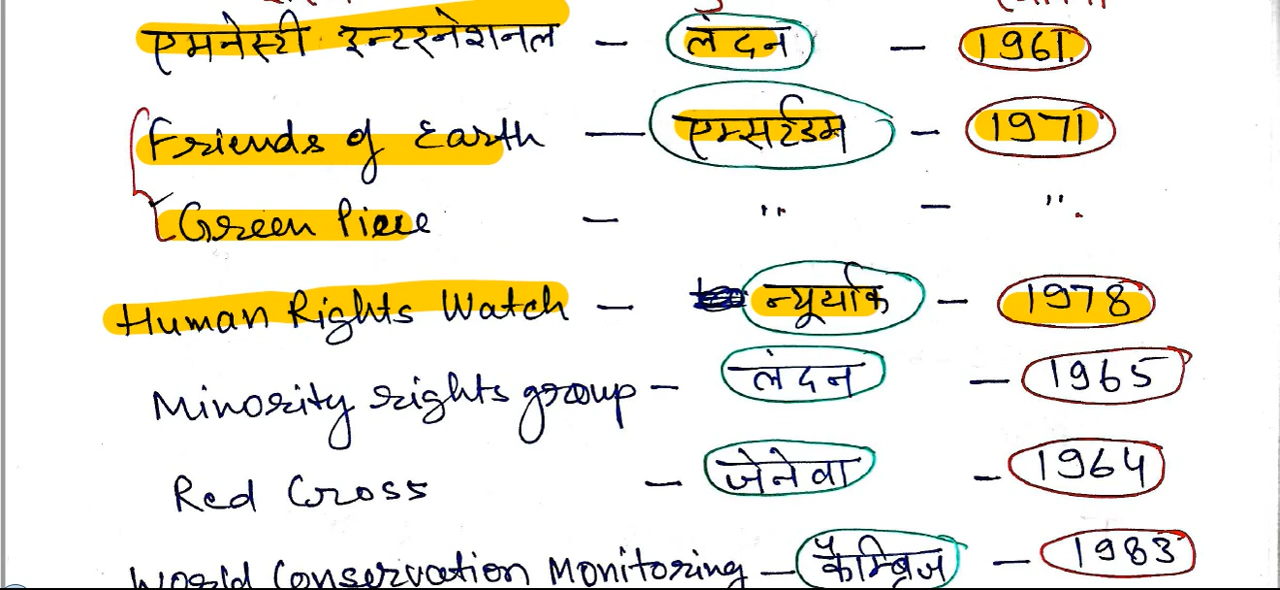 एमनेस्टी इन्टरनेशनल – लंदन – 1961.
Friends of Earth — एम्सर्टडम – 1971
Green Piece – " – ".
Human Rights Watch – न्यूर्याक – 1978
Minority rights group – लंदन – 1965
Red Cross – जेनेवा – 1964
World Conservation Monitoring – कैम्ब्रिज – 1983